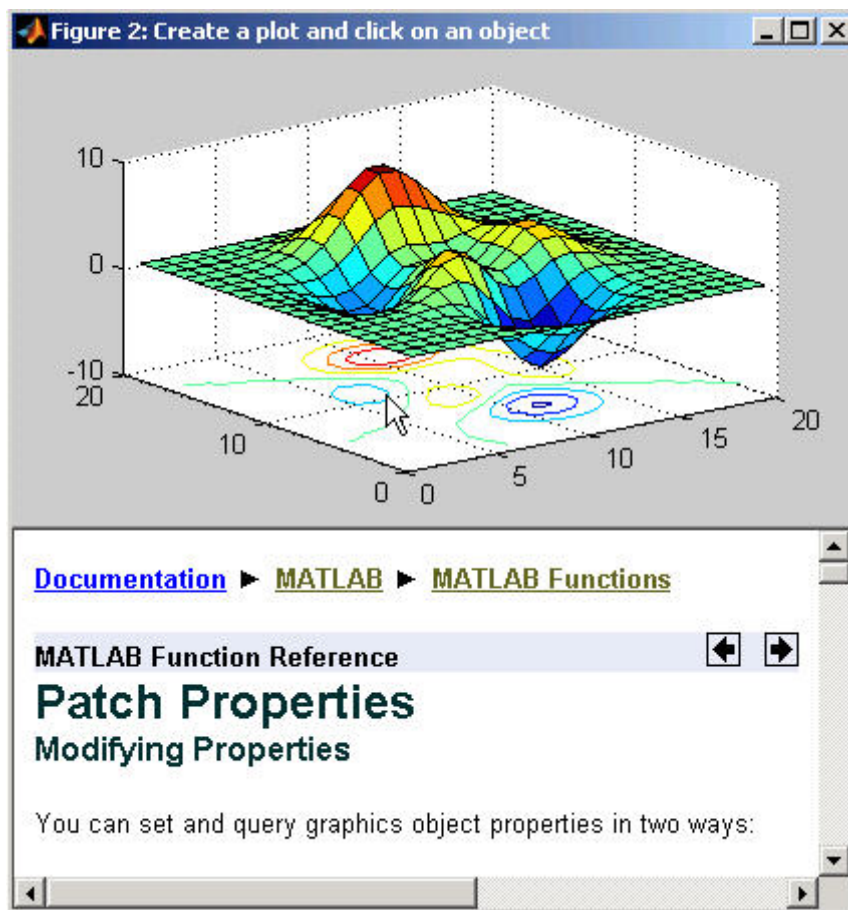 Figure 2: Create a plot and click on an object
10
0
-10
20
10
0
0
5
10
15
20
Documentation ► MATLAB ► MATLAB Functions
MATLAB Function Reference
Patch Properties
Modifying Properties
You can set and query graphics object properties in two ways: